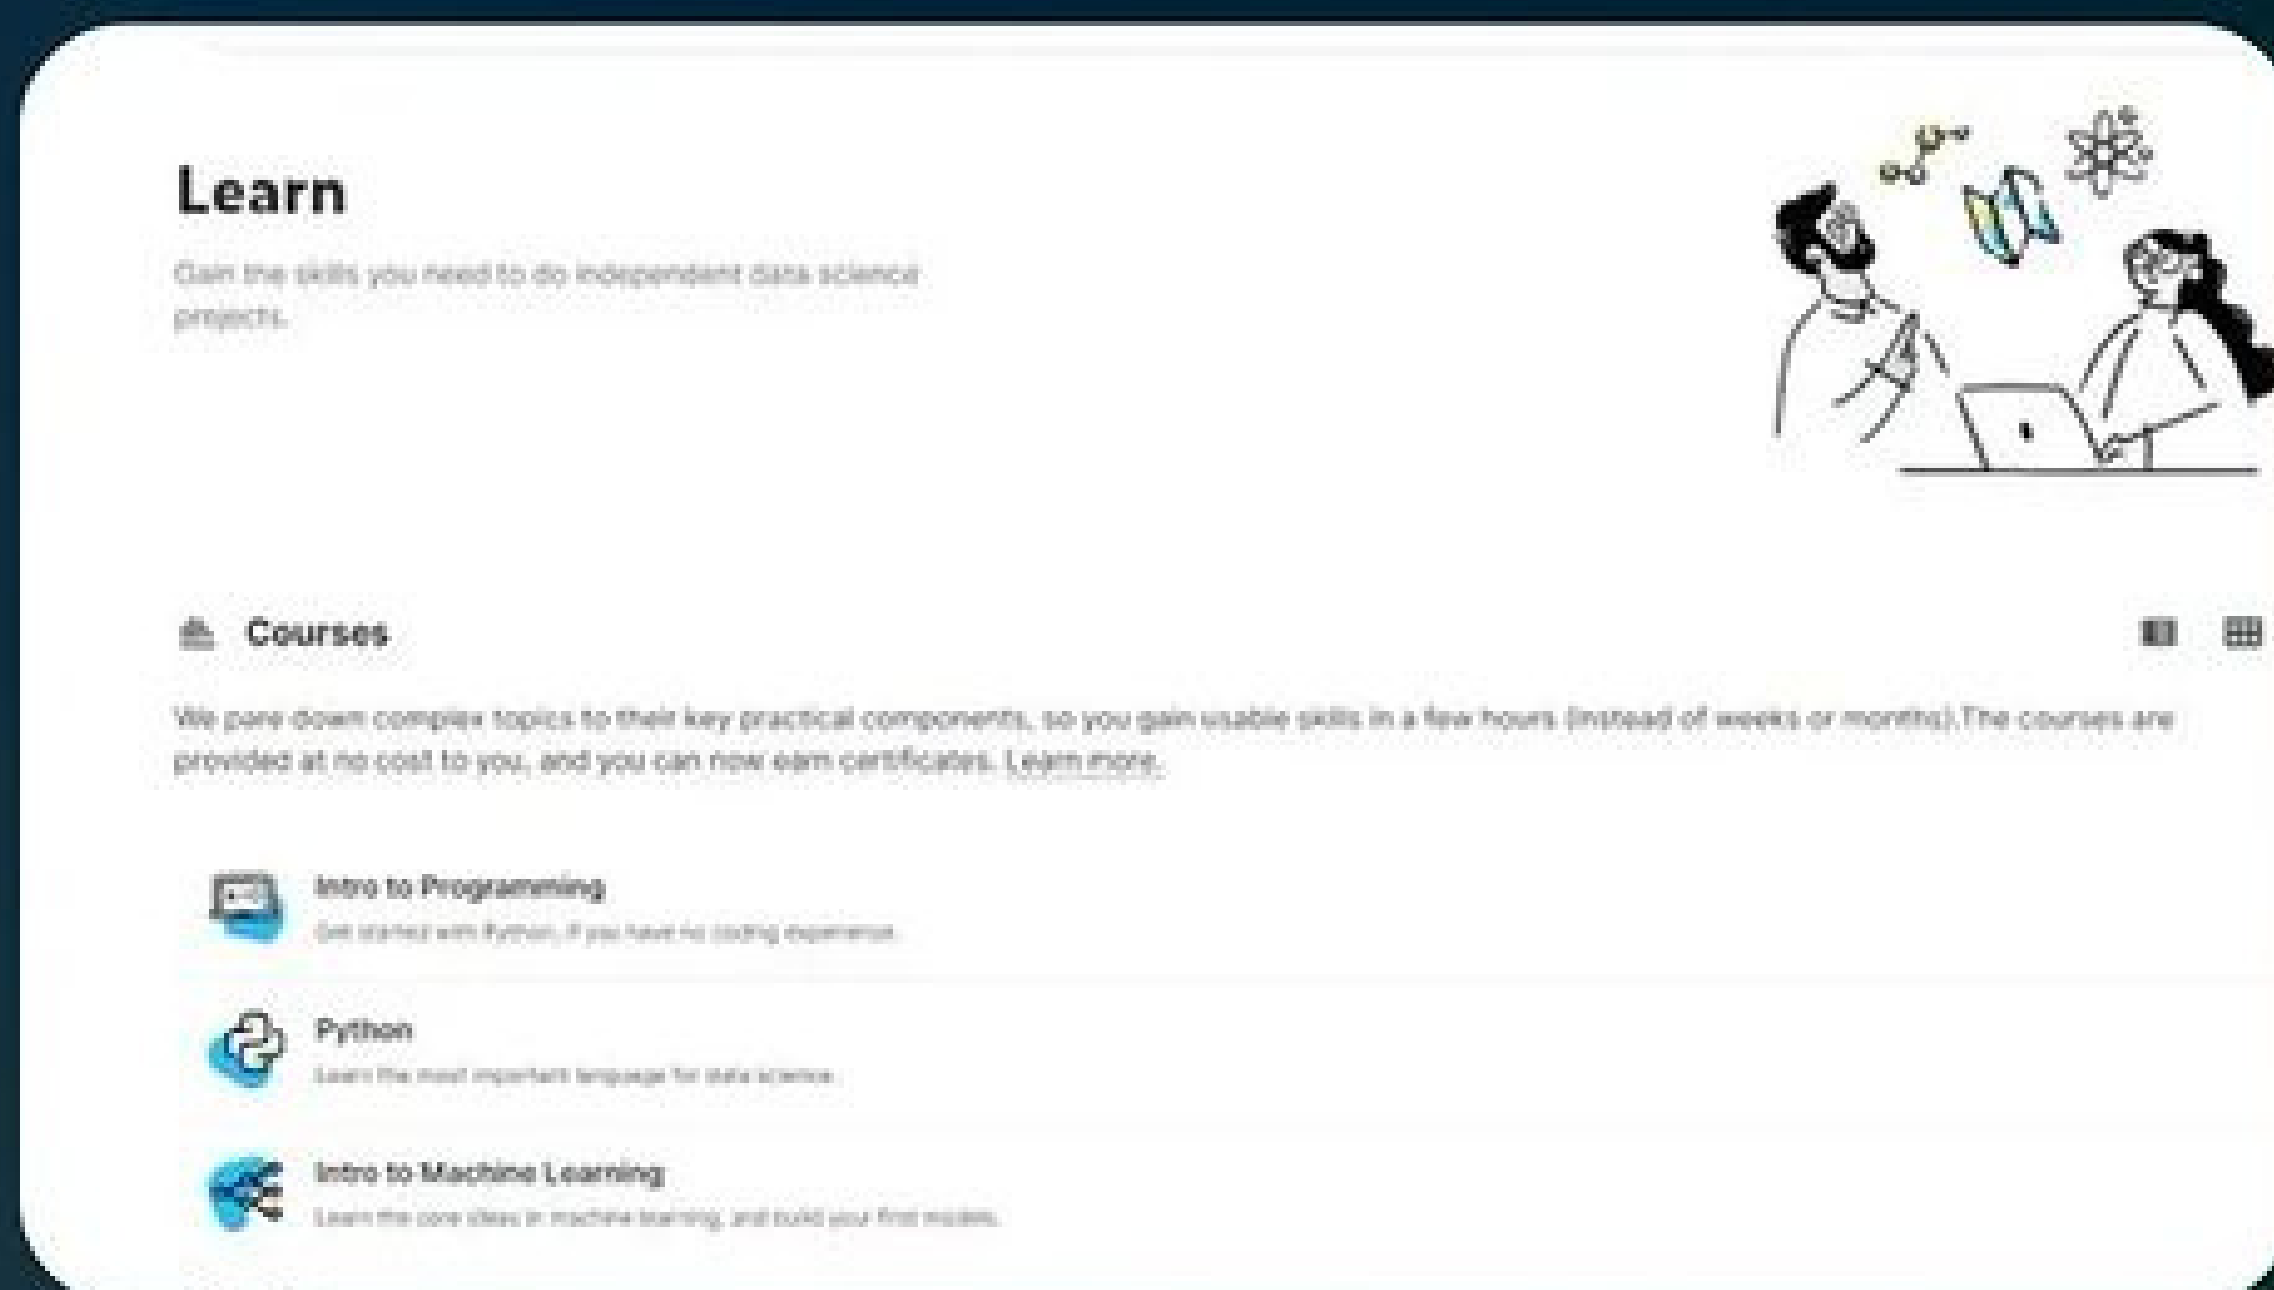 Learn
Gain the skills you need to do independent data science
projects.
Courses
We pare down complex topics to their key practical components, so you gain usable skills in a few hours (instead of weeks or months).The courses are
provided at no cost to you, and you can now earn certificates. Learn more.
Intro to Programming
Get started with Python, if you have no coding experience.
Python
Learn the most important language for data science.
Intro to Machine Learning
Learn the core ideas in machine learning, and build your first models.